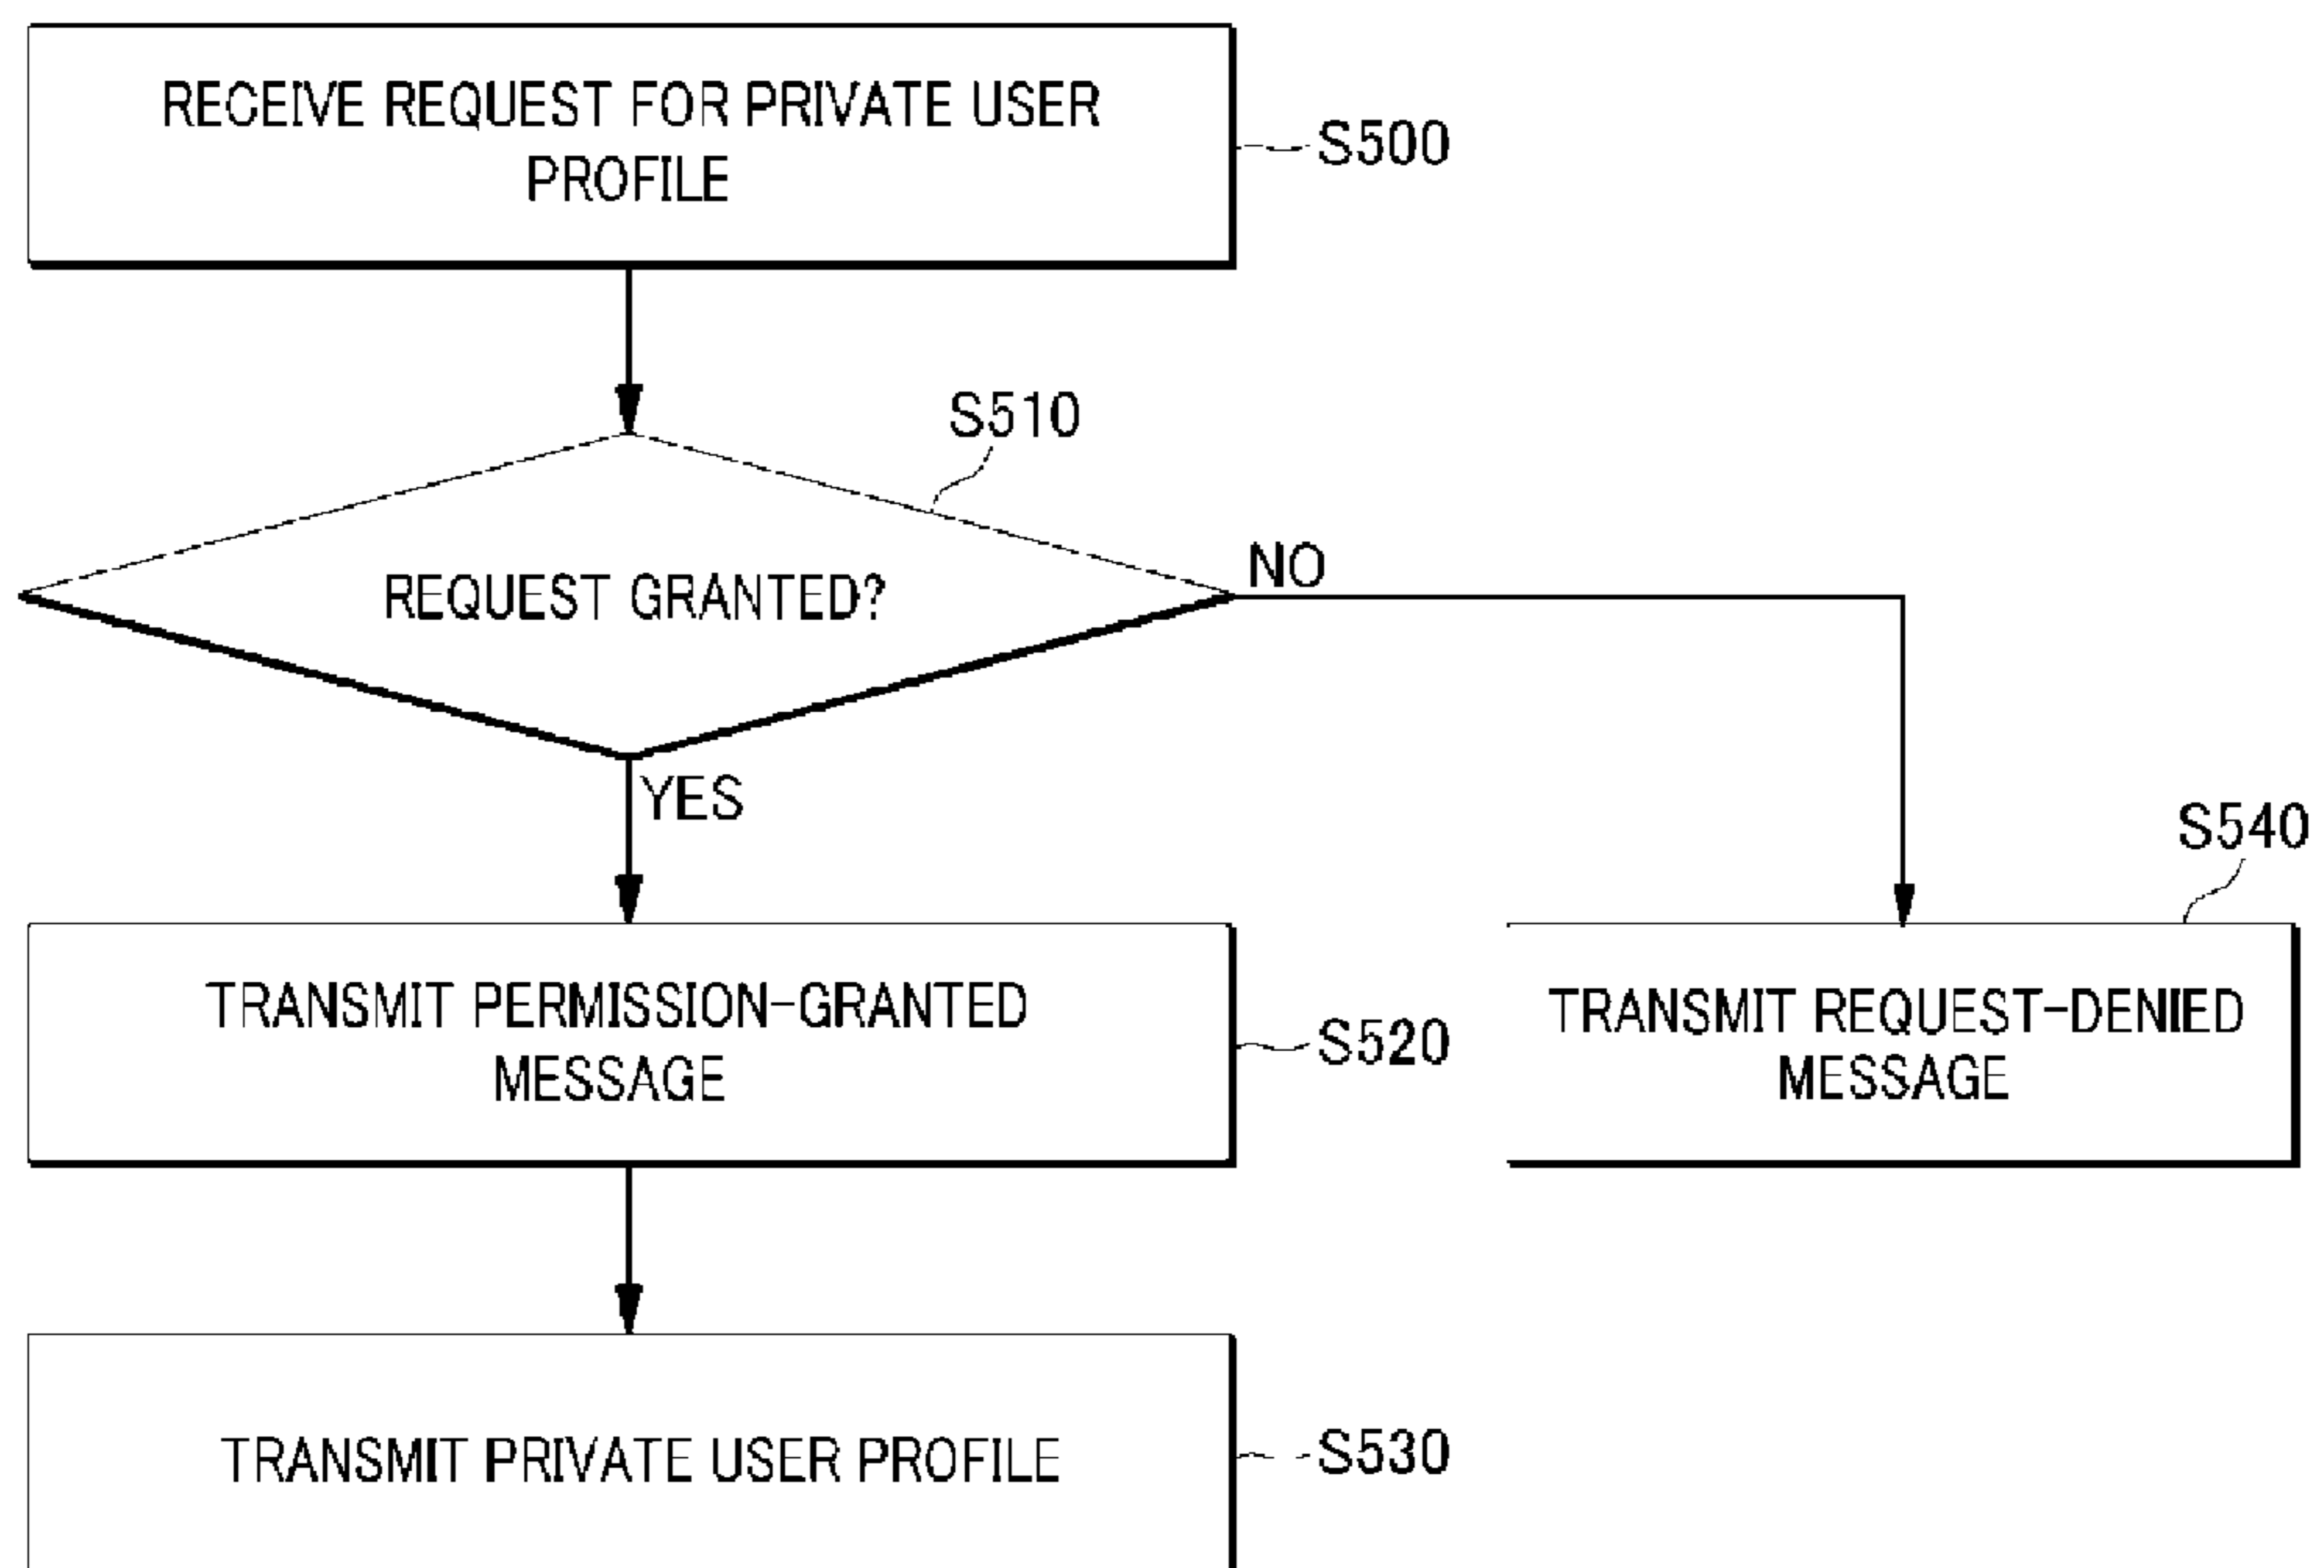 RECEIVE REQUEST FOR PRIVATE USER
PROFILE
S500
S510
REQUEST GRANTED?
NO
YES
S540
TRANSMIT PERMISSION-GRANTED
MESSAGE
S520
TRANSMIT REQUEST-DENIED
MESSAGE
TRANSMIT PRIVATE USER PROFILE
S530